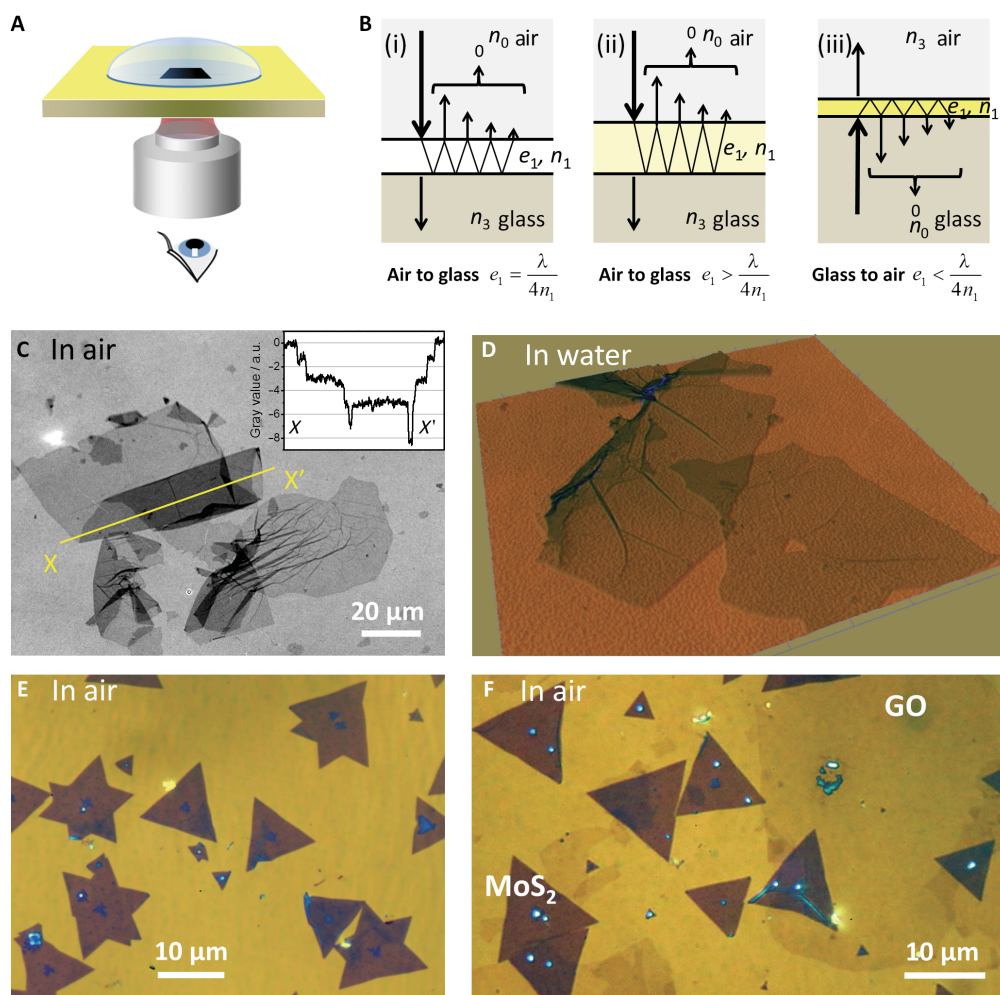 A
B
(i)
n0 air
0
e1, n1
n3 glass
Air to glass e1 = λ / 4n1
(ii)
n0 air
0
e1, n1
n3 glass
Air to glass e1 > λ / 4n1
(iii)
n3 air
e1, n1
0
n0 glass
Glass to air e1 < λ / 4n1
C In air
Gray value / a.u.
0
−2
−4
−6
−8
X X'
X'
X
20 μm
D In water
E In air
10 μm
F In air
GO
MoS2
10 μm